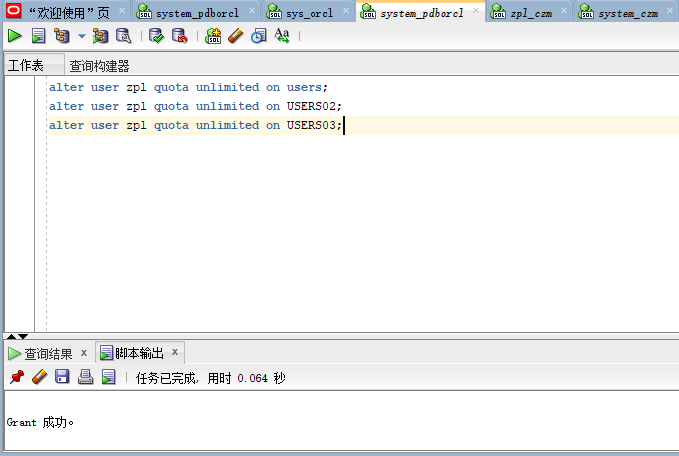 “欢迎使用”页 system_pdborcl sys_orcl system_pdborcl zpl_czm system_czm
工作表 查询构建器
alter user zpl quota unlimited on users;
alter user zpl quota unlimited on USERS02;
alter user zpl quota unlimited on USERS03;
查询结果 x 脚本输出 x
任务已完成, 用时 0.064 秒
Grant 成功。